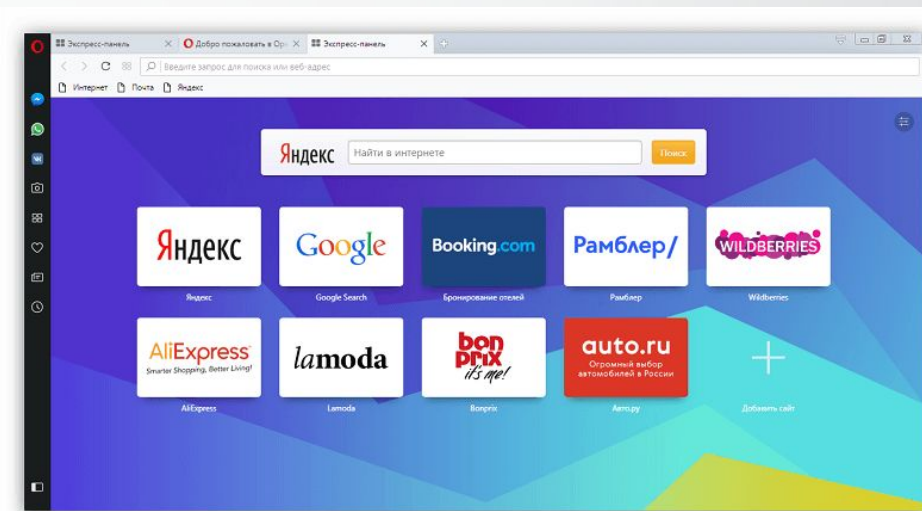 Экспресс-панель
Добро пожаловать в Op
Экспресс-панель
Введите запрос для поиска или веб-адрес
Интернет
Почта
Яндекс
Яндекс
Найти в интернете
Поиск
Яндекс
Google
Booking.com
Рамблер/
WILDBERRIES
Яндекс
Google Search
Бронирование отелей
Рамблер
Wildberries
AliExpress
Smarter Shopping, Better Living!
lamoda
bon
prix
it's me!
auto.ru
Огромный выбор
автомобилей в России
AliExpress
Lamoda
Bonprix
Авто.ру
Добавить сайт